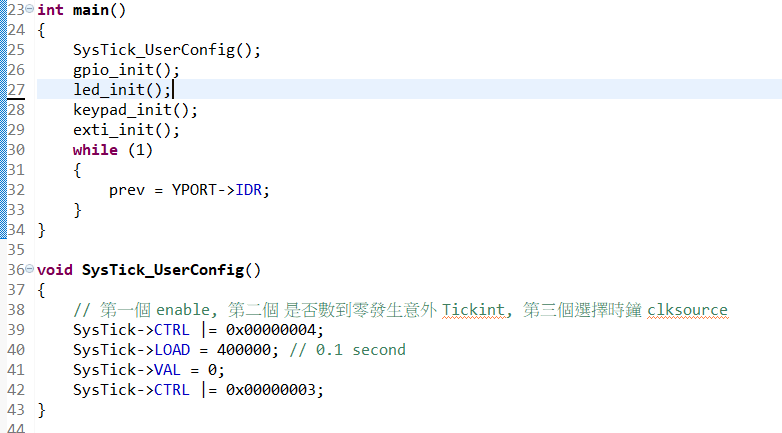 23 int main()
24 {
25     SysTick_UserConfig();
26     gpio_init();
27     led_init();
28     keypad_init();
29     exti_init();
30     while (1)
31     {
32         prev = YPORT->IDR;
33     }
34 }
35
36 void SysTick_UserConfig()
37 {
38     // 第一個 enable, 第二個 是否數到零發生意外 Tickint, 第三個選擇時鐘 clksource
39     SysTick->CTRL |= 0x00000004;
40     SysTick->LOAD = 400000; // 0.1 second
41     SysTick->VAL = 0;
42     SysTick->CTRL |= 0x00000003;
43 }
44